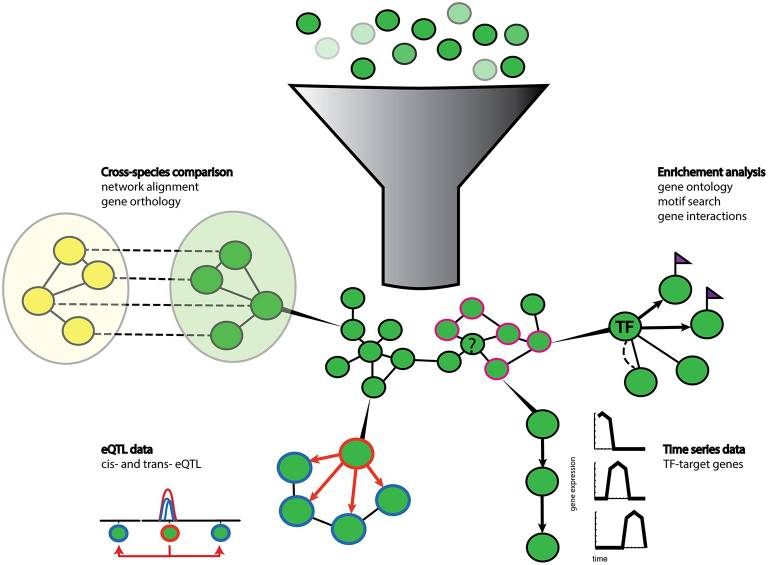 Cross-species comparison
network alignment
gene orthology
Enrichement analysis
gene ontology
motif search
gene interactions
TF
?
eQTL data
cis- and trans- eQTL
gene expression
time
Time series data
TF-target genes